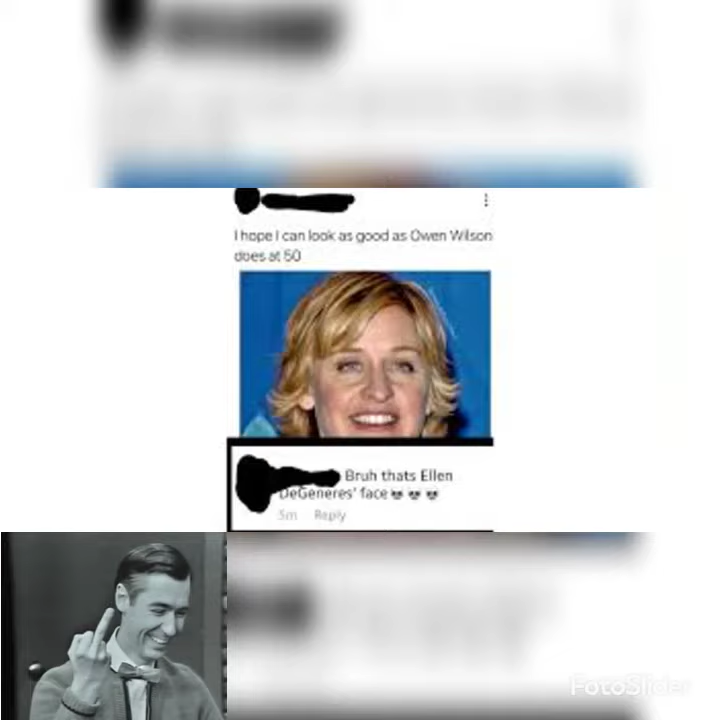 I hope I can look as good as Owen Wilson
does at 50
Bruh thats Ellen
DeGeneres' face💀💀💀
5m Reply
FotoSlider